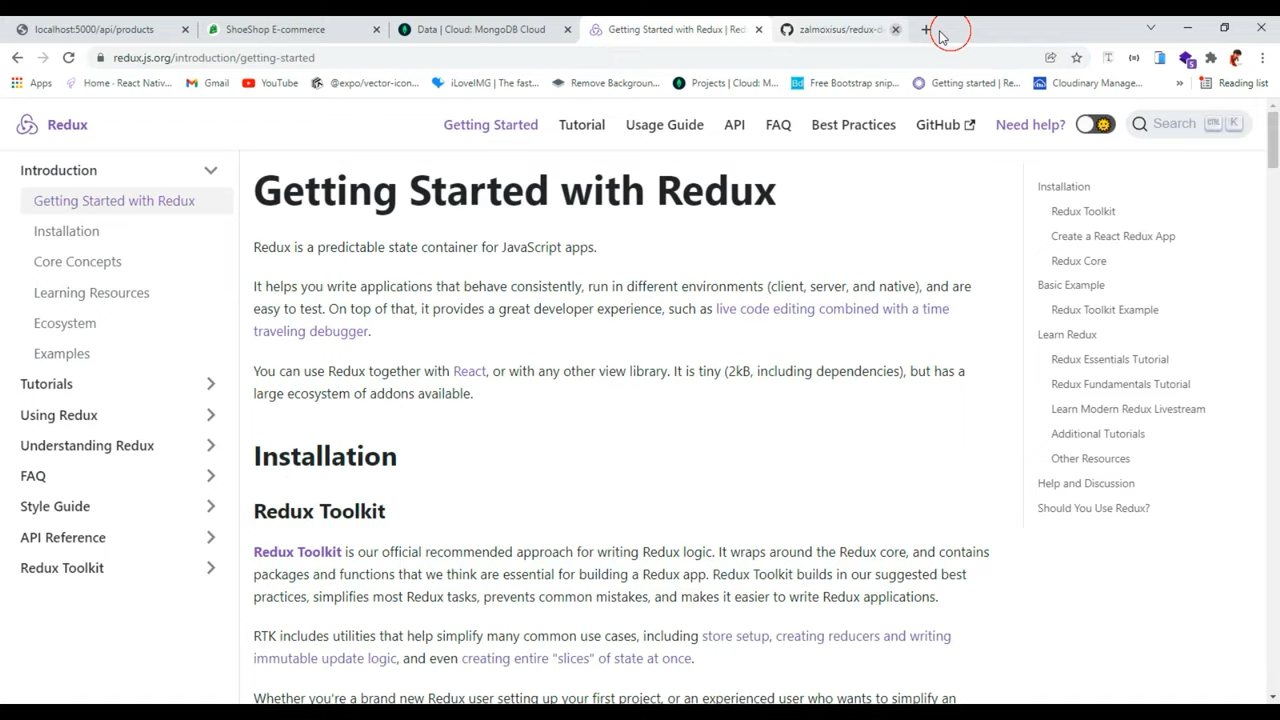 localhost:5000/api/products
ShoeShop E-commerce
Data | Cloud: MongoDB Cloud
Getting Started with Redux | Red
zalmoxisus/redux-d
redux.js.org/introduction/getting-started
Apps
Home · React Nativ...
Gmail
YouTube
@expo/vector-icon...
iLoveIMG | The fast...
Remove Backgroun...
Projects | Cloud: M...
Free Bootstrap snip...
Getting started | Re...
Cloudinary Manage...
»
Reading list
Redux
Getting Started
Tutorial
Usage Guide
API
FAQ
Best Practices
GitHub
Need help?
Search
CTRL
K
Introduction
Getting Started with Redux
Installation
Core Concepts
Learning Resources
Ecosystem
Examples
Tutorials
Using Redux
Understanding Redux
FAQ
Style Guide
API Reference
Redux Toolkit
Getting Started with Redux
Redux is a predictable state container for JavaScript apps.
It helps you write applications that behave consistently, run in different environments (client, server, and native), and are
easy to test. On top of that, it provides a great developer experience, such as live code editing combined with a time
traveling debugger.
You can use Redux together with React, or with any other view library. It is tiny (2kB, including dependencies), but has a
large ecosystem of addons available.
Installation
Redux Toolkit
Redux Toolkit is our official recommended approach for writing Redux logic. It wraps around the Redux core, and contains
packages and functions that we think are essential for building a Redux app. Redux Toolkit builds in our suggested best
practices, simplifies most Redux tasks, prevents common mistakes, and makes it easier to write Redux applications.
RTK includes utilities that help simplify many common use cases, including store setup, creating reducers and writing
immutable update logic, and even creating entire "slices" of state at once.
Whether you're a brand new Redux user setting up your first project, or an experienced user who wants to simplify an
Installation
Redux Toolkit
Create a React Redux App
Redux Core
Basic Example
Redux Toolkit Example
Learn Redux
Redux Essentials Tutorial
Redux Fundamentals Tutorial
Learn Modern Redux Livestream
Additional Tutorials
Other Resources
Help and Discussion
Should You Use Redux?